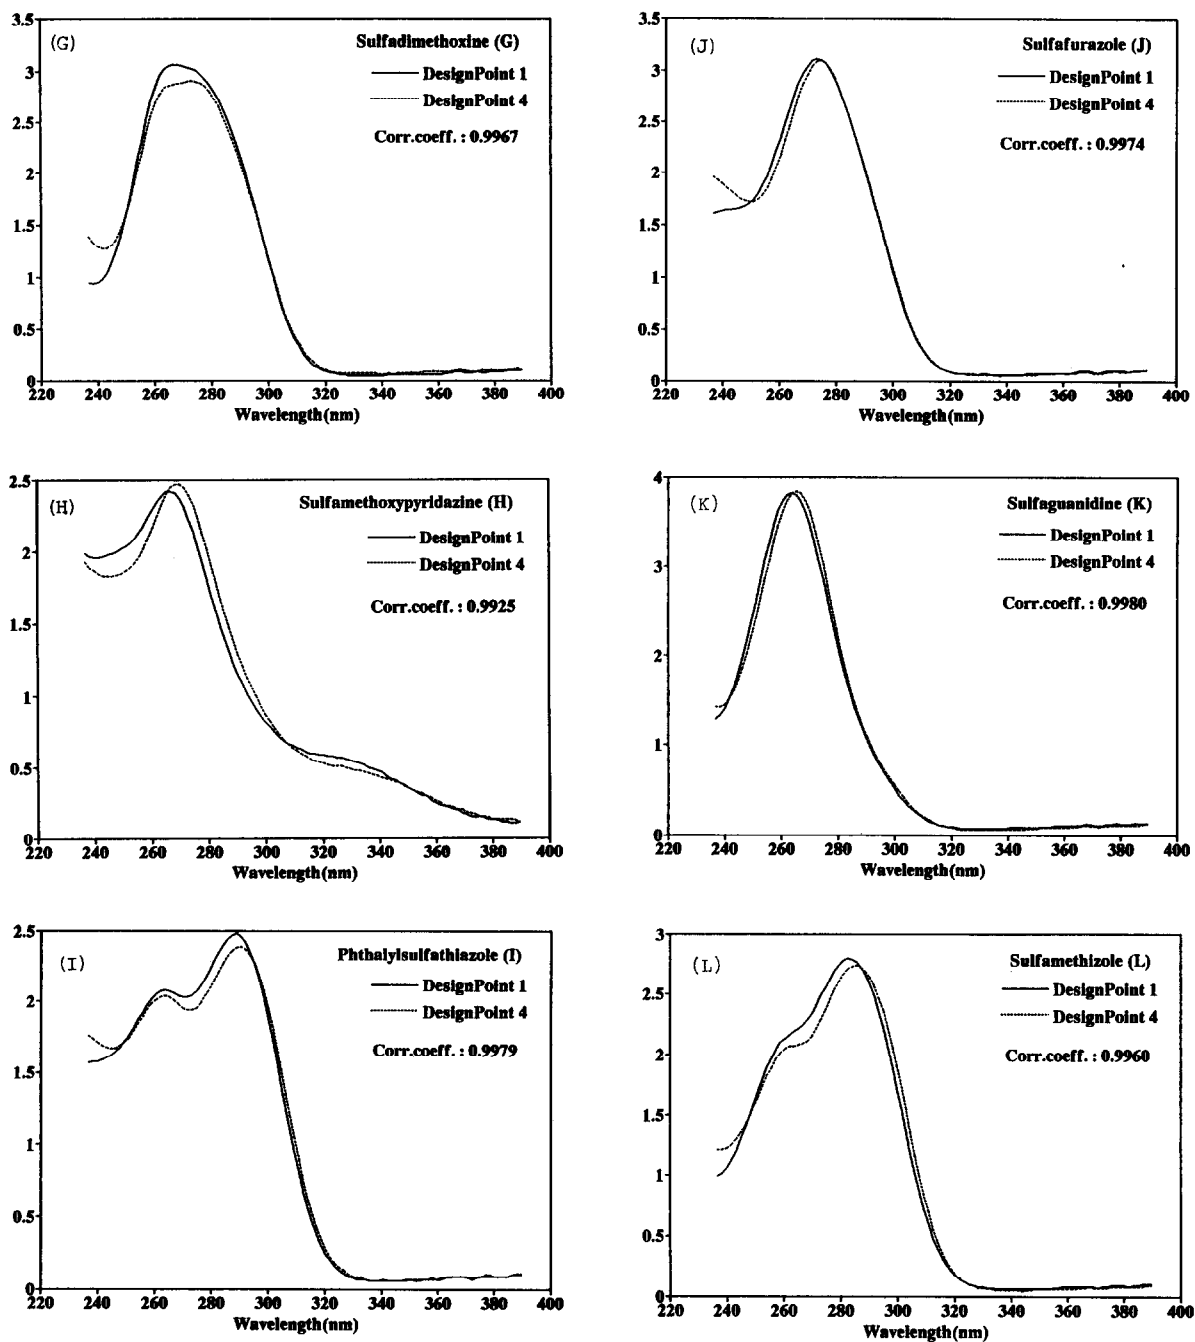 (G)
Sulfadimethoxine (G)
DesignPoint 1
DesignPoint 4
Corr.coeff. : 0.9967
3.5
3
2.5
2
1.5
1
0.5
0
220 240 260 280 300 320 340 360 380 400
Wavelength(nm)
(J)
Sulfafurazole (J)
DesignPoint 1
DesignPoint 4
Corr.coeff. : 0.9974
3.5
3
2.5
2
1.5
1
0.5
0
220 240 260 280 300 320 340 360 380 400
Wavelength(nm)
(H)
Sulfamethoxypyridazine (H)
DesignPoint 1
DesignPoint 4
Corr.coeff. : 0.9925
2.5
2
1.5
1
0.5
0
220 240 260 280 300 320 340 360 380 400
Wavelength(nm)
(K)
Sulfaguanidine (K)
DesignPoint 1
DesignPoint 4
Corr.coeff. : 0.9980
4
3
2
1
0
220 240 260 280 300 320 340 360 380 400
Wavelength(nm)
(I)
Phthalylsulfathiazole (I)
DesignPoint 1
DesignPoint 4
Corr.coeff. : 0.9979
2.5
2
1.5
1
0.5
0
220 240 260 280 300 320 340 360 380 400
Wavelength(nm)
(L)
Sulfamethizole (L)
DesignPoint 1
DesignPoint 4
Corr.coeff. : 0.9960
3
2.5
2
1.5
1
0.5
0
220 240 260 280 300 320 340 360 380 400
Wavelength(nm)